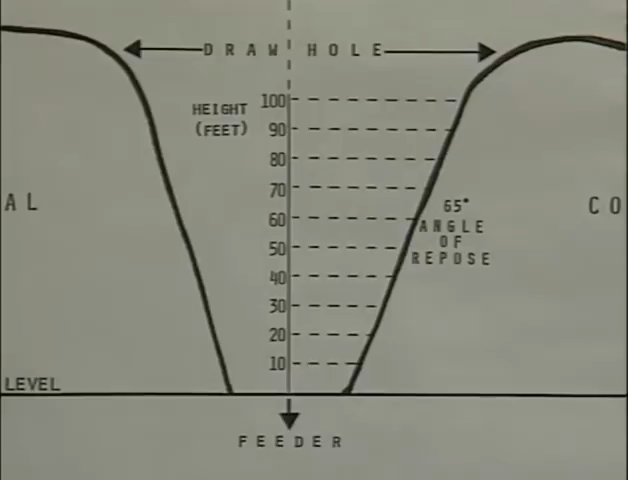 DRAW HOLE
HEIGHT
(FEET)
100
90
80
70
60
50
40
30
20
10
AL
65°
ANGLE
OF
REPOSE
CO
LEVEL
FEEDER